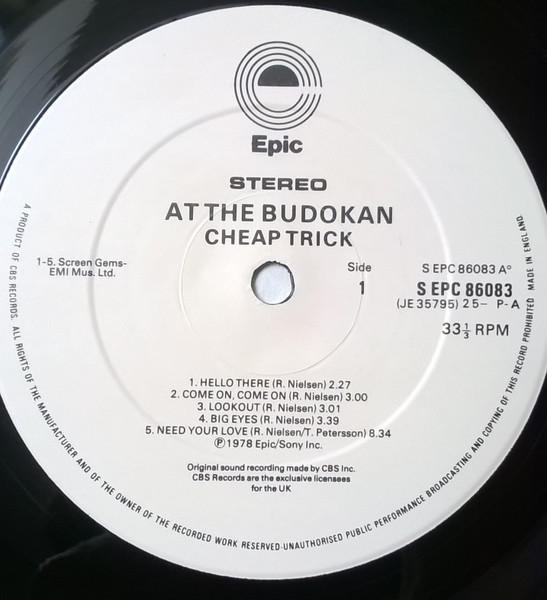 Epic
STEREO
AT THE BUDOKAN
CHEAP TRICK
1-5. Screen Gems-
EMI Mus. Ltd.
Side
1
S EPC 86083 A°
S EPC 86083
(JE 35795) 25- P-A
33⅓ RPM
1. HELLO THERE (R. Nielsen) 2.27
2. COME ON, COME ON (R. Nielsen) 3.00
3. LOOKOUT (R. Nielsen) 3.01
4. BIG EYES (R. Nielsen) 3.39
5. NEED YOUR LOVE (R. Nielsen/T. Petersson) 8.34
Ⓟ1978 Epic/Sony Inc.
Original sound recording made by CBS Inc.
CBS Records are the exclusive licensees
for the UK
A PRODUCT OF CBS RECORDS. ALL RIGHTS OF THE MANUFACTURER AND OF THE OWNER OF THE RECORDED WORK RESERVED-UNAUTHORISED PUBLIC PERFORMANCE BROADCASTING AND COPYING OF THIS RECORD PROHIBITED MADE IN ENGLAND.